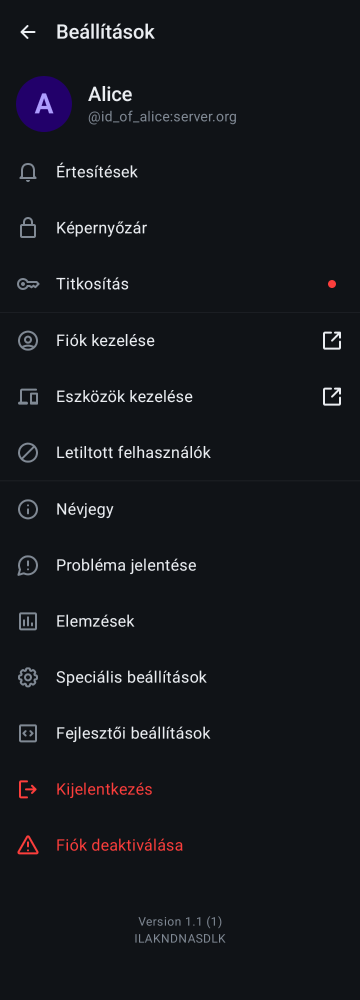 Beállítások
A
Alice
@id_of_alice:server.org
Értesítések
Képernyőzár
Titkosítás
Fiók kezelése
Eszközök kezelése
Letiltott felhasználók
Névjegy
Probléma jelentése
Elemzések
Speciális beállítások
Fejlesztői beállítások
Kijelentkezés
Fiók deaktiválása
Version 1.1 (1)
ILAKNDNASDLK